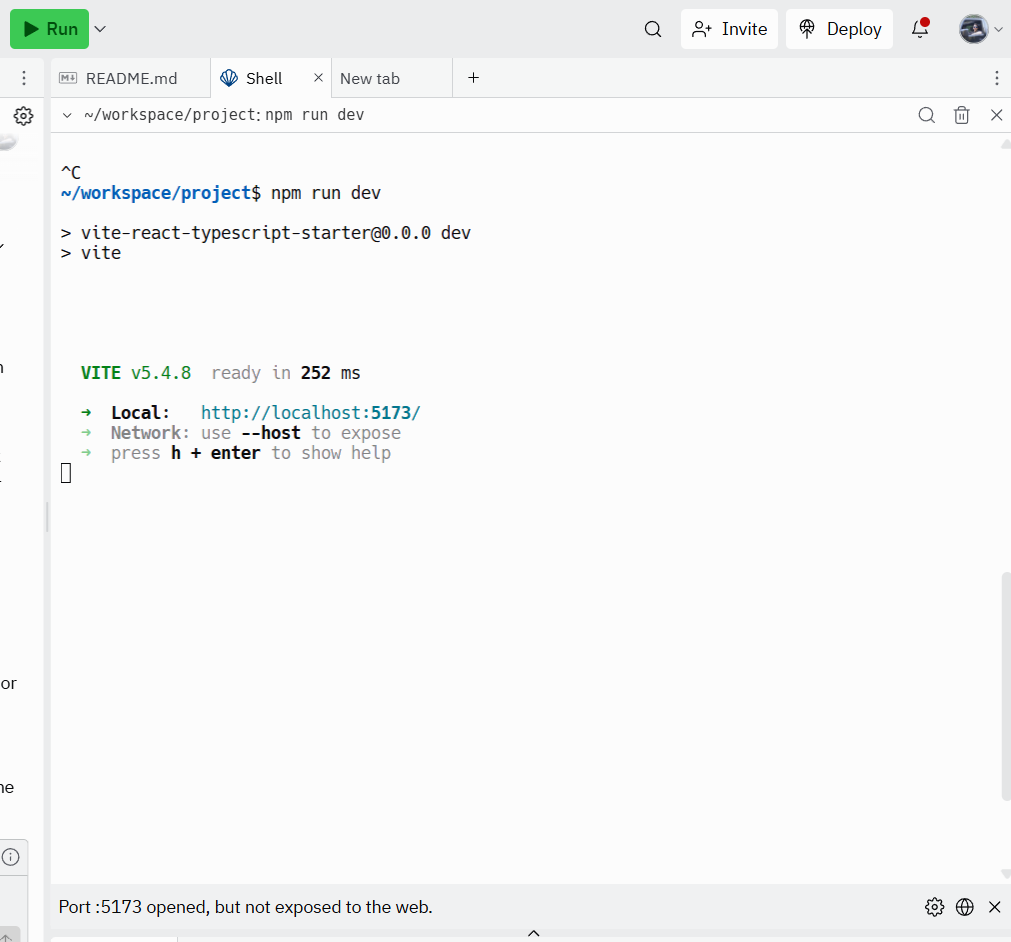 Run
Invite
Deploy
README.md
Shell
New tab
~/workspace/project: npm run dev
^C
~/workspace/project$ npm run dev
> vite-react-typescript-starter@0.0.0 dev
> vite
VITE v5.4.8 ready in 252 ms
➜ Local: http://localhost:5173/
➜ Network: use --host to expose
➜ press h + enter to show help
or
Port :5173 opened, but not exposed to the web.